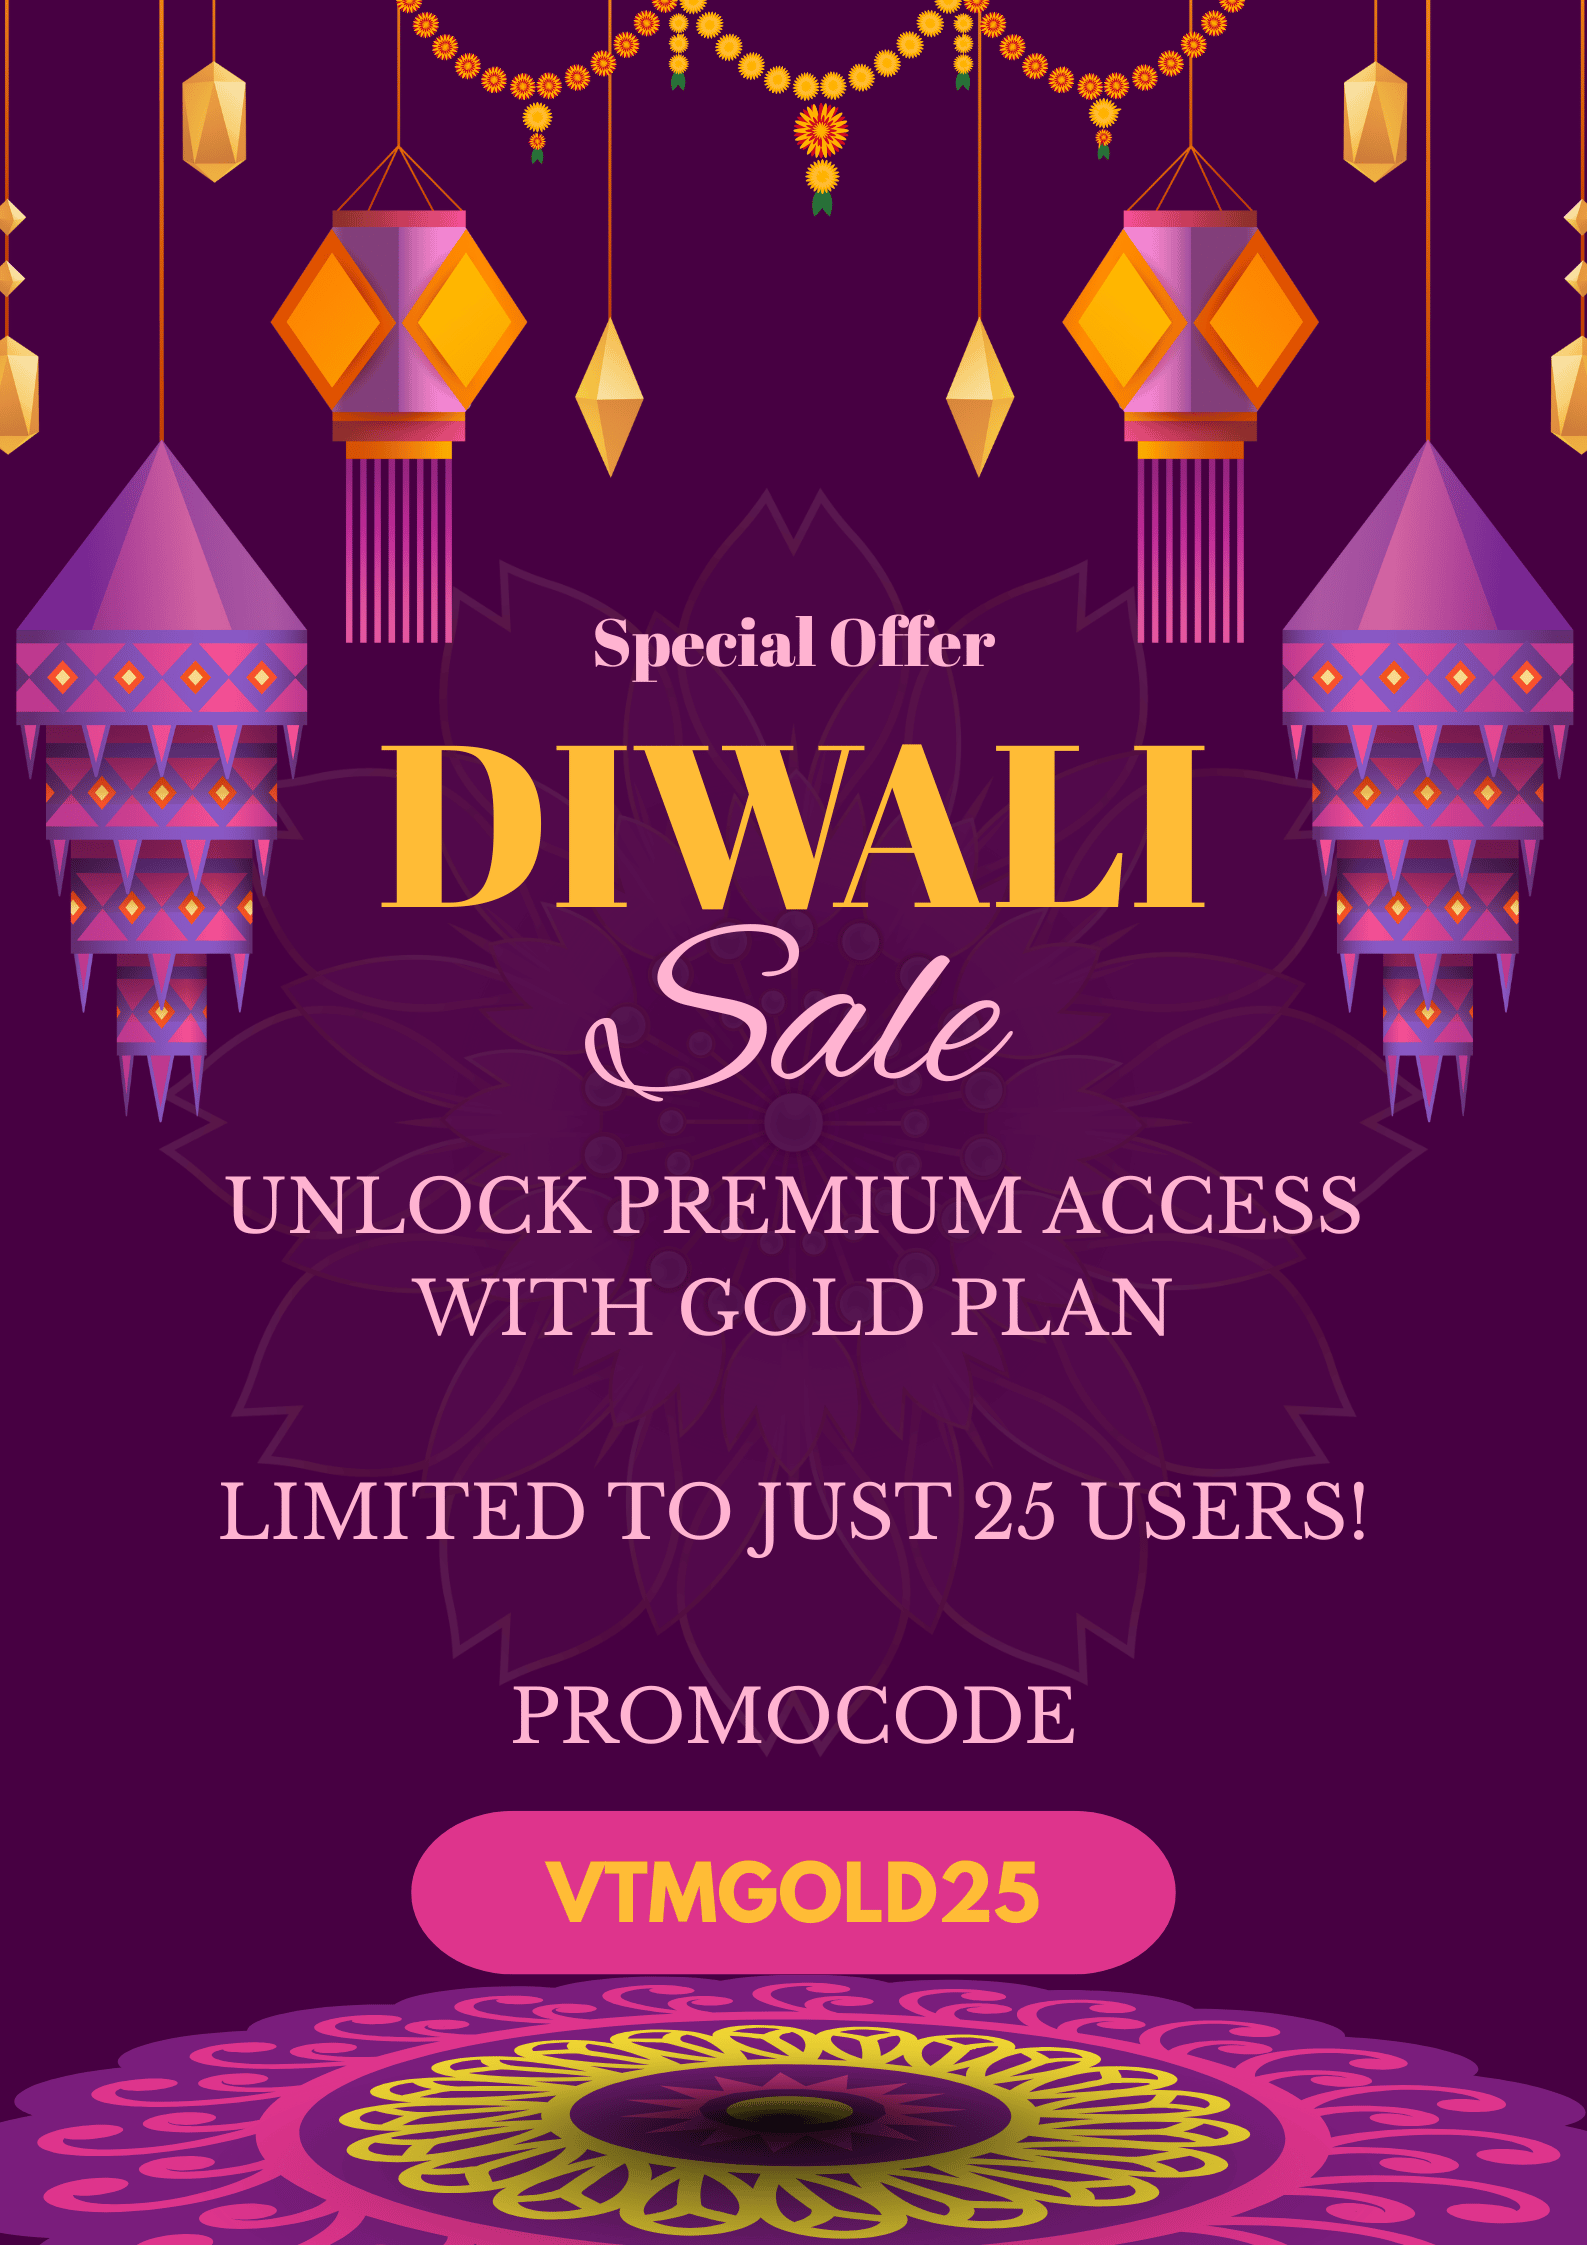 Special Offer
DIWALI
Sale
UNLOCK PREMIUM ACCESS
WITH GOLD PLAN
LIMITED TO JUST 25 USERS!
PROMOCODE
VTMGOLD25